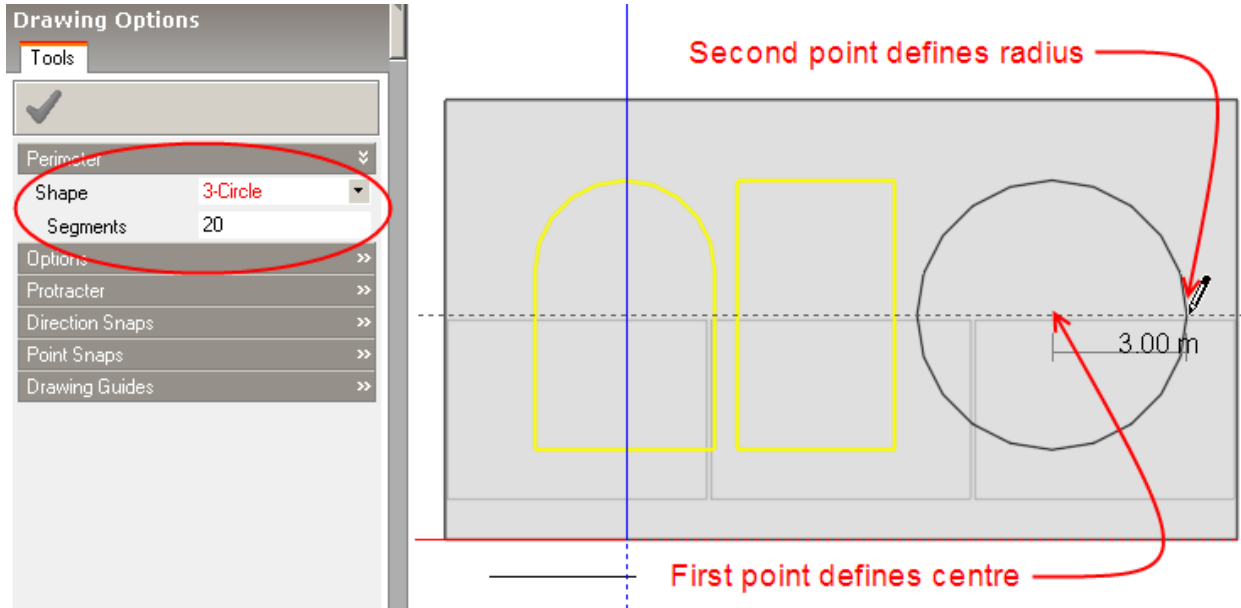 Drawing Options
Tools
Perimeter
Shape 3-Circle
Segments 20
Options
Protracter
Direction Snaps
Point Snaps
Drawing Guides
Second point defines radius
3.00 m
First point defines centre